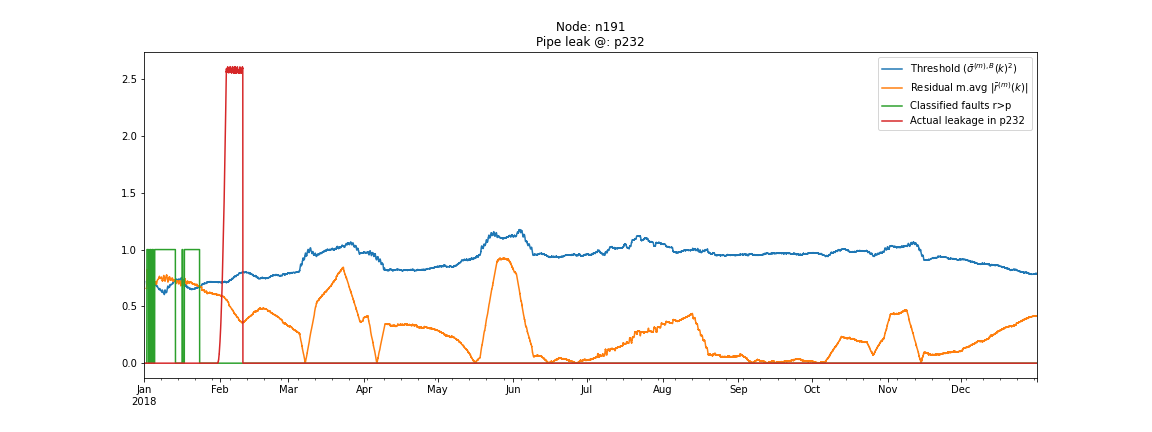 Node: n191
Pipe leak @: p232
Threshold (σ̄⁽ᵐ⁾,ᴮ(k)²)
Residual m.avg |r̄⁽ᵐ⁾(k)|
Classified faults r>p
Actual leakage in p232
2.5
2.0
1.5
1.0
0.5
0.0
Jan Feb Mar Apr May Jun Jul Aug Sep Oct Nov Dec
2018